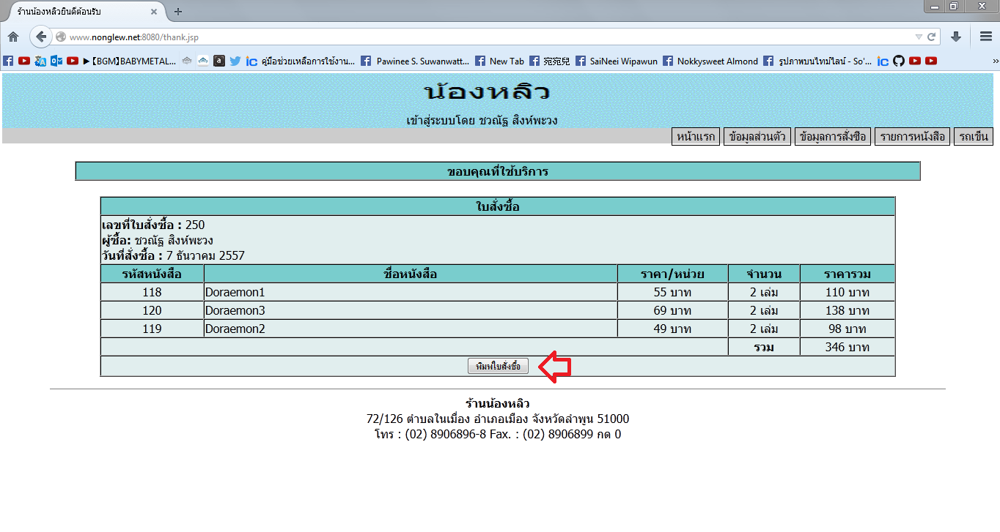 ร้านน้องหลิวยินดีต้อนรับ
www.nonglew.net:8080/thank.jsp
【BGM】BABYMETAL... a ic คู่มือช่วยเหลือการใช้งาน... Pawinee S. Suwanwatt... New Tab 宛宛兒 SaiNeei Wipawun Nokkysweet Almond รูปภาพบนไทม์ไลน์ - So'... ic
น้องหลิว
เข้าสู่ระบบโดย ชวณัฐ สิงห์พะวง
หน้าแรก ข้อมูลส่วนตัว ข้อมูลการสั่งซือ รายการหนังสือ รถเข็น
ขอบคุณที่ใช้บริการ
ใบสั่งซื้อ
เลขที่ใบสั่งซื้อ : 250
ผู้ซื้อ: ชวณัฐ สิงห์พะวง
วันที่สั่งซื้อ : 7 ธันวาคม 2557
รหัสหนังสือ ชื่อหนังสือ ราคา/หน่วย จำนวน ราคารวม
118 Doraemon1 55 บาท 2 เล่ม 110 บาท
120 Doraemon3 69 บาท 2 เล่ม 138 บาท
119 Doraemon2 49 บาท 2 เล่ม 98 บาท
รวม 346 บาท
พิมพ์ใบสั่งซื้อ
ร้านน้องหลิว
72/126 ตำบลในเมื่อง อำเภอเมือง จังหวัดลำพูน 51000
โทร : (02) 8906896-8 Fax. : (02) 8906899 กด 0